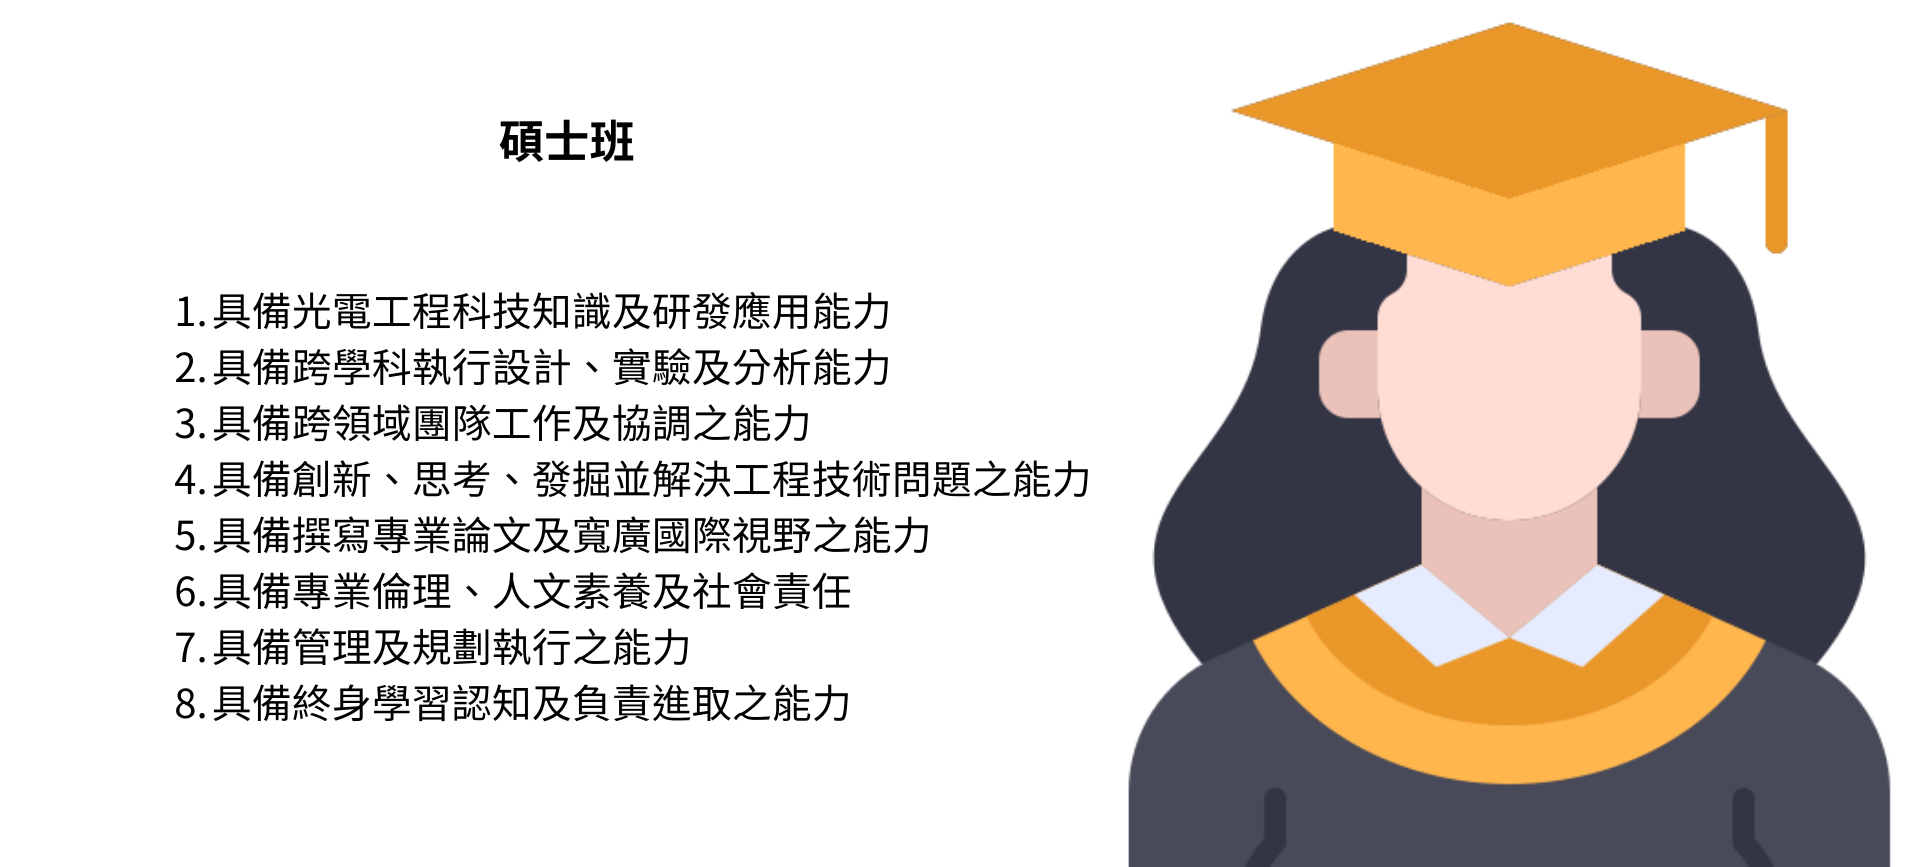 碩士班
1.具備光電工程科技知識及研發應用能力
2.具備跨學科執行設計、實驗及分析能力
3.具備跨領域團隊工作及協調之能力
4.具備創新、思考、發掘並解決工程技術問題之能力
5.具備撰寫專業論文及寬廣國際視野之能力
6.具備專業倫理、人文素養及社會責任
7.具備管理及規劃執行之能力
8.具備終身學習認知及負責進取之能力